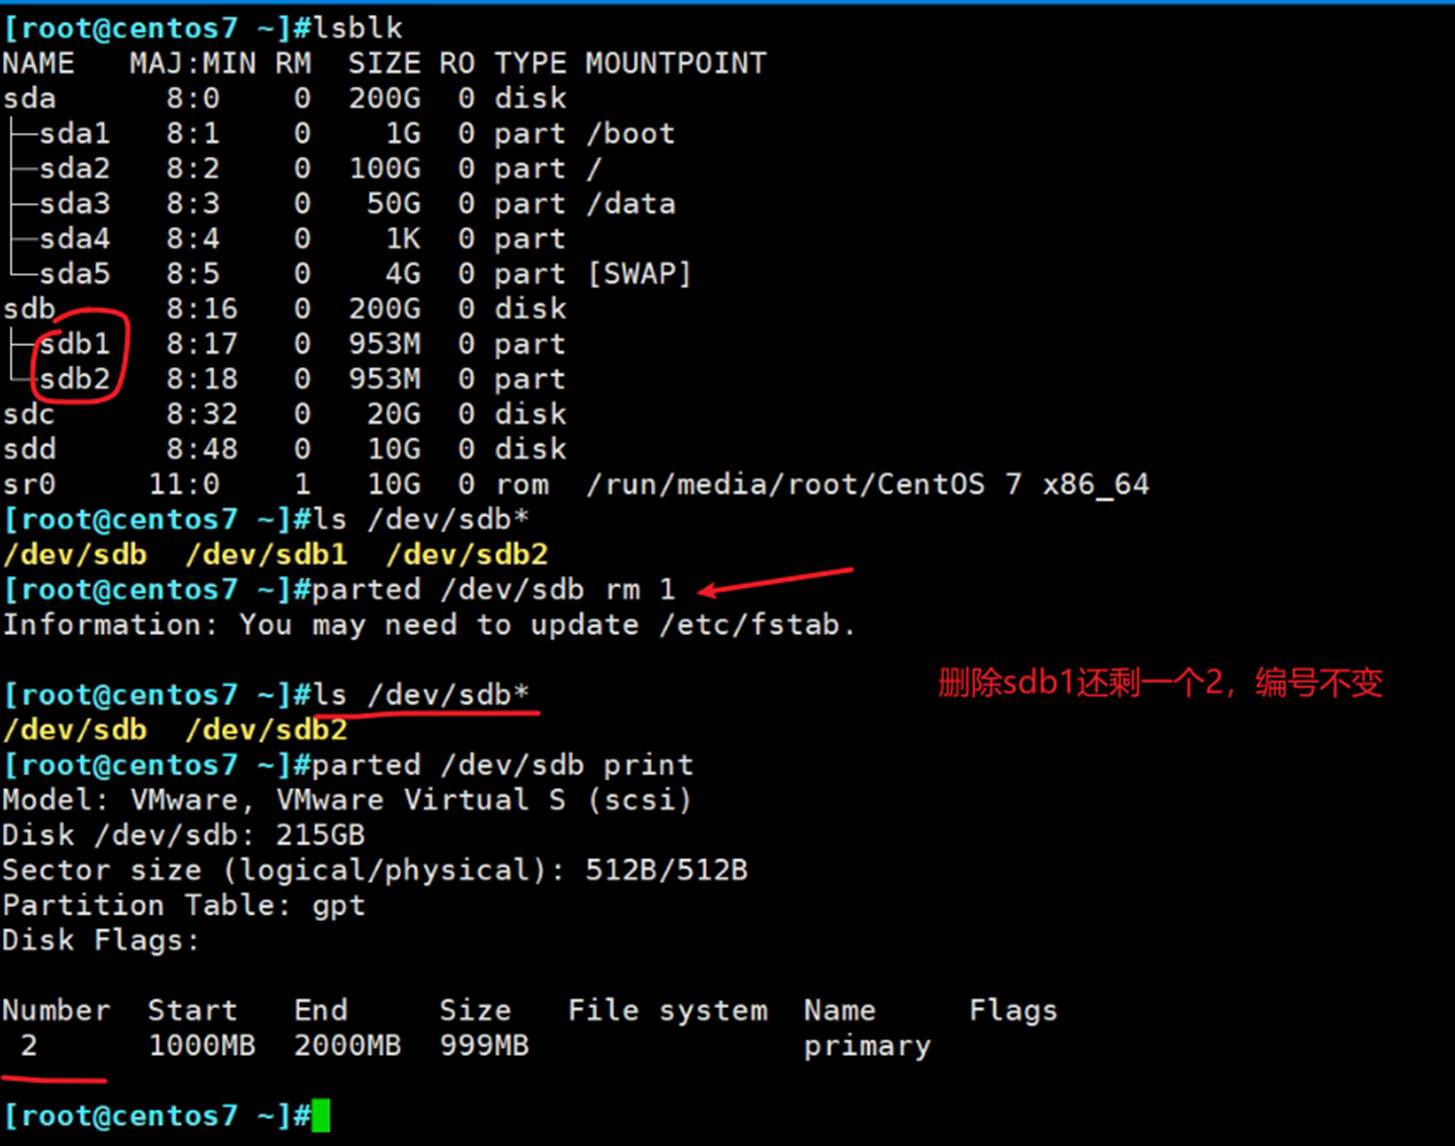 [root@centos7 ~]#lsblk
NAME   MAJ:MIN RM   SIZE RO TYPE MOUNTPOINT
sda      8:0    0   200G  0 disk
├─sda1   8:1    0     1G  0 part /boot
├─sda2   8:2    0   100G  0 part /
├─sda3   8:3    0    50G  0 part /data
├─sda4   8:4    0     1K  0 part
└─sda5   8:5    0     4G  0 part [SWAP]
sdb      8:16   0   200G  0 disk
├─sdb1   8:17   0   953M  0 part
└─sdb2   8:18   0   953M  0 part
sdc      8:32   0    20G  0 disk
sdd      8:48   0    10G  0 disk
sr0     11:0    1    10G  0 rom  /run/media/root/CentOS 7 x86_64
[root@centos7 ~]#ls /dev/sdb*
/dev/sdb  /dev/sdb1  /dev/sdb2
[root@centos7 ~]#parted /dev/sdb rm 1
Information: You may need to update /etc/fstab.
删除sdb1还剩一个2，编号不变
[root@centos7 ~]#ls /dev/sdb*
/dev/sdb  /dev/sdb2
[root@centos7 ~]#parted /dev/sdb print
Model: VMware, VMware Virtual S (scsi)
Disk /dev/sdb: 215GB
Sector size (logical/physical): 512B/512B
Partition Table: gpt
Disk Flags:
Number  Start   End     Size   File system  Name     Flags
 2      1000MB  2000MB  999MB               primary
[root@centos7 ~]#